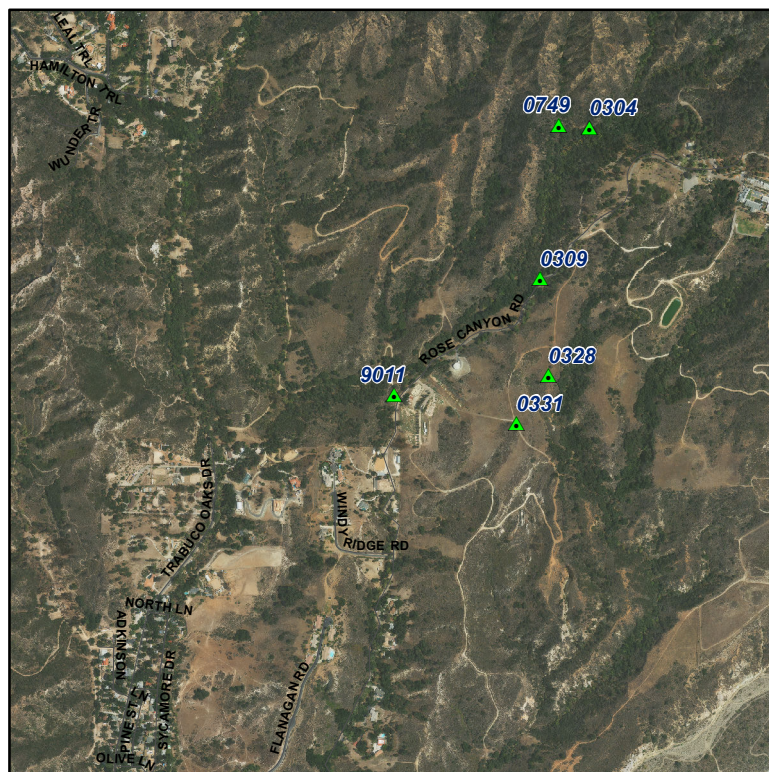 LEAL TRL
HAMILTON TRL
WUNDER TR
0749
0304
0309
ROSE CANYON RD
0328
9011
0331
TRABUCO OAKS DR
WINDY
RIDGE RD
NORTH LN
ADKINSON
SYCAMORE DR
PINE ST LN
FLANAGAN RD
OLIVE LN